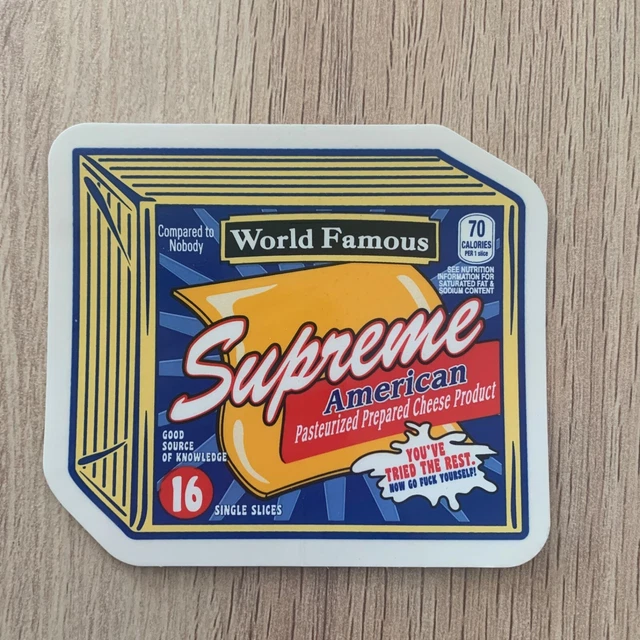 Compared to
Nobody
World Famous
70
CALORIES
PER 1 slice
SEE NUTRITION
INFORMATION FOR
SATURATED FAT &
SODIUM CONTENT
Supreme
American
Pasteurized Prepared Cheese Product
GOOD
SOURCE
OF KNOWLEDGE
16
SINGLE SLICES
YOU'VE
TRIED THE REST.
NOW GO FUCK YOURSELF!